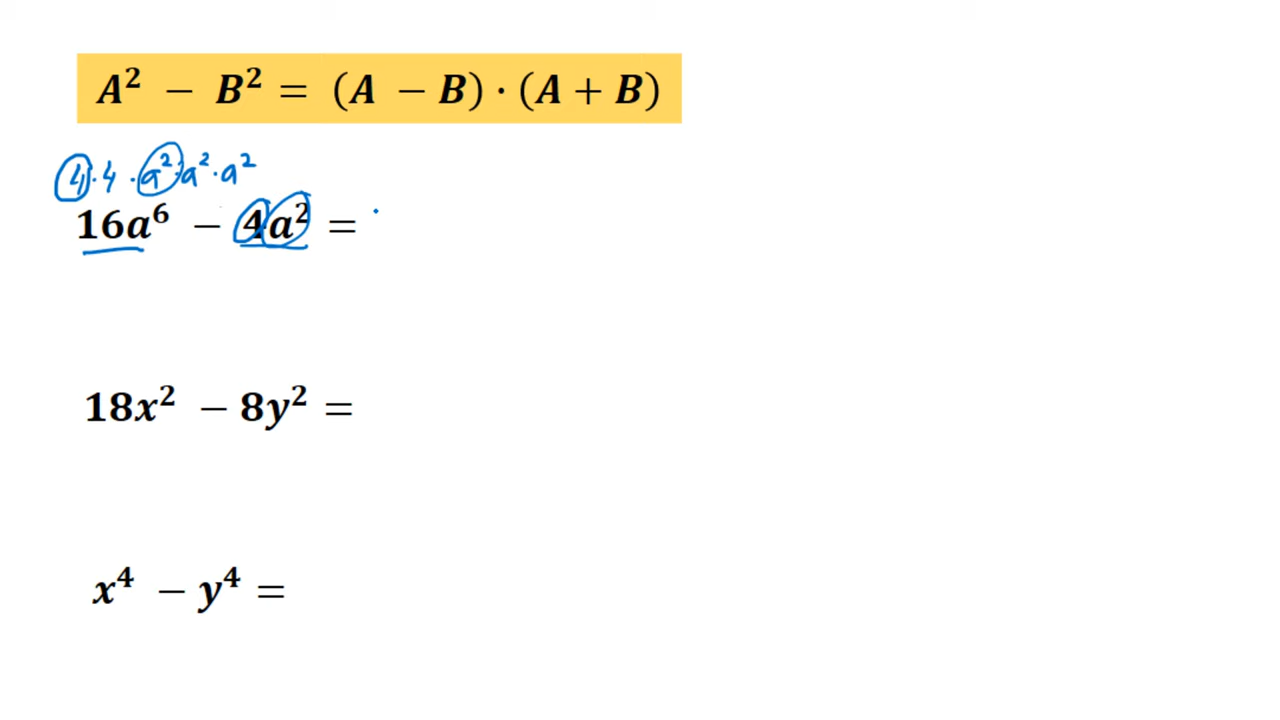 A² − B² = (A − B) · (A + B)
4·4·a²·a²·a²
16a⁶ − 4a² =
18x² − 8y² =
x⁴ − y⁴ =